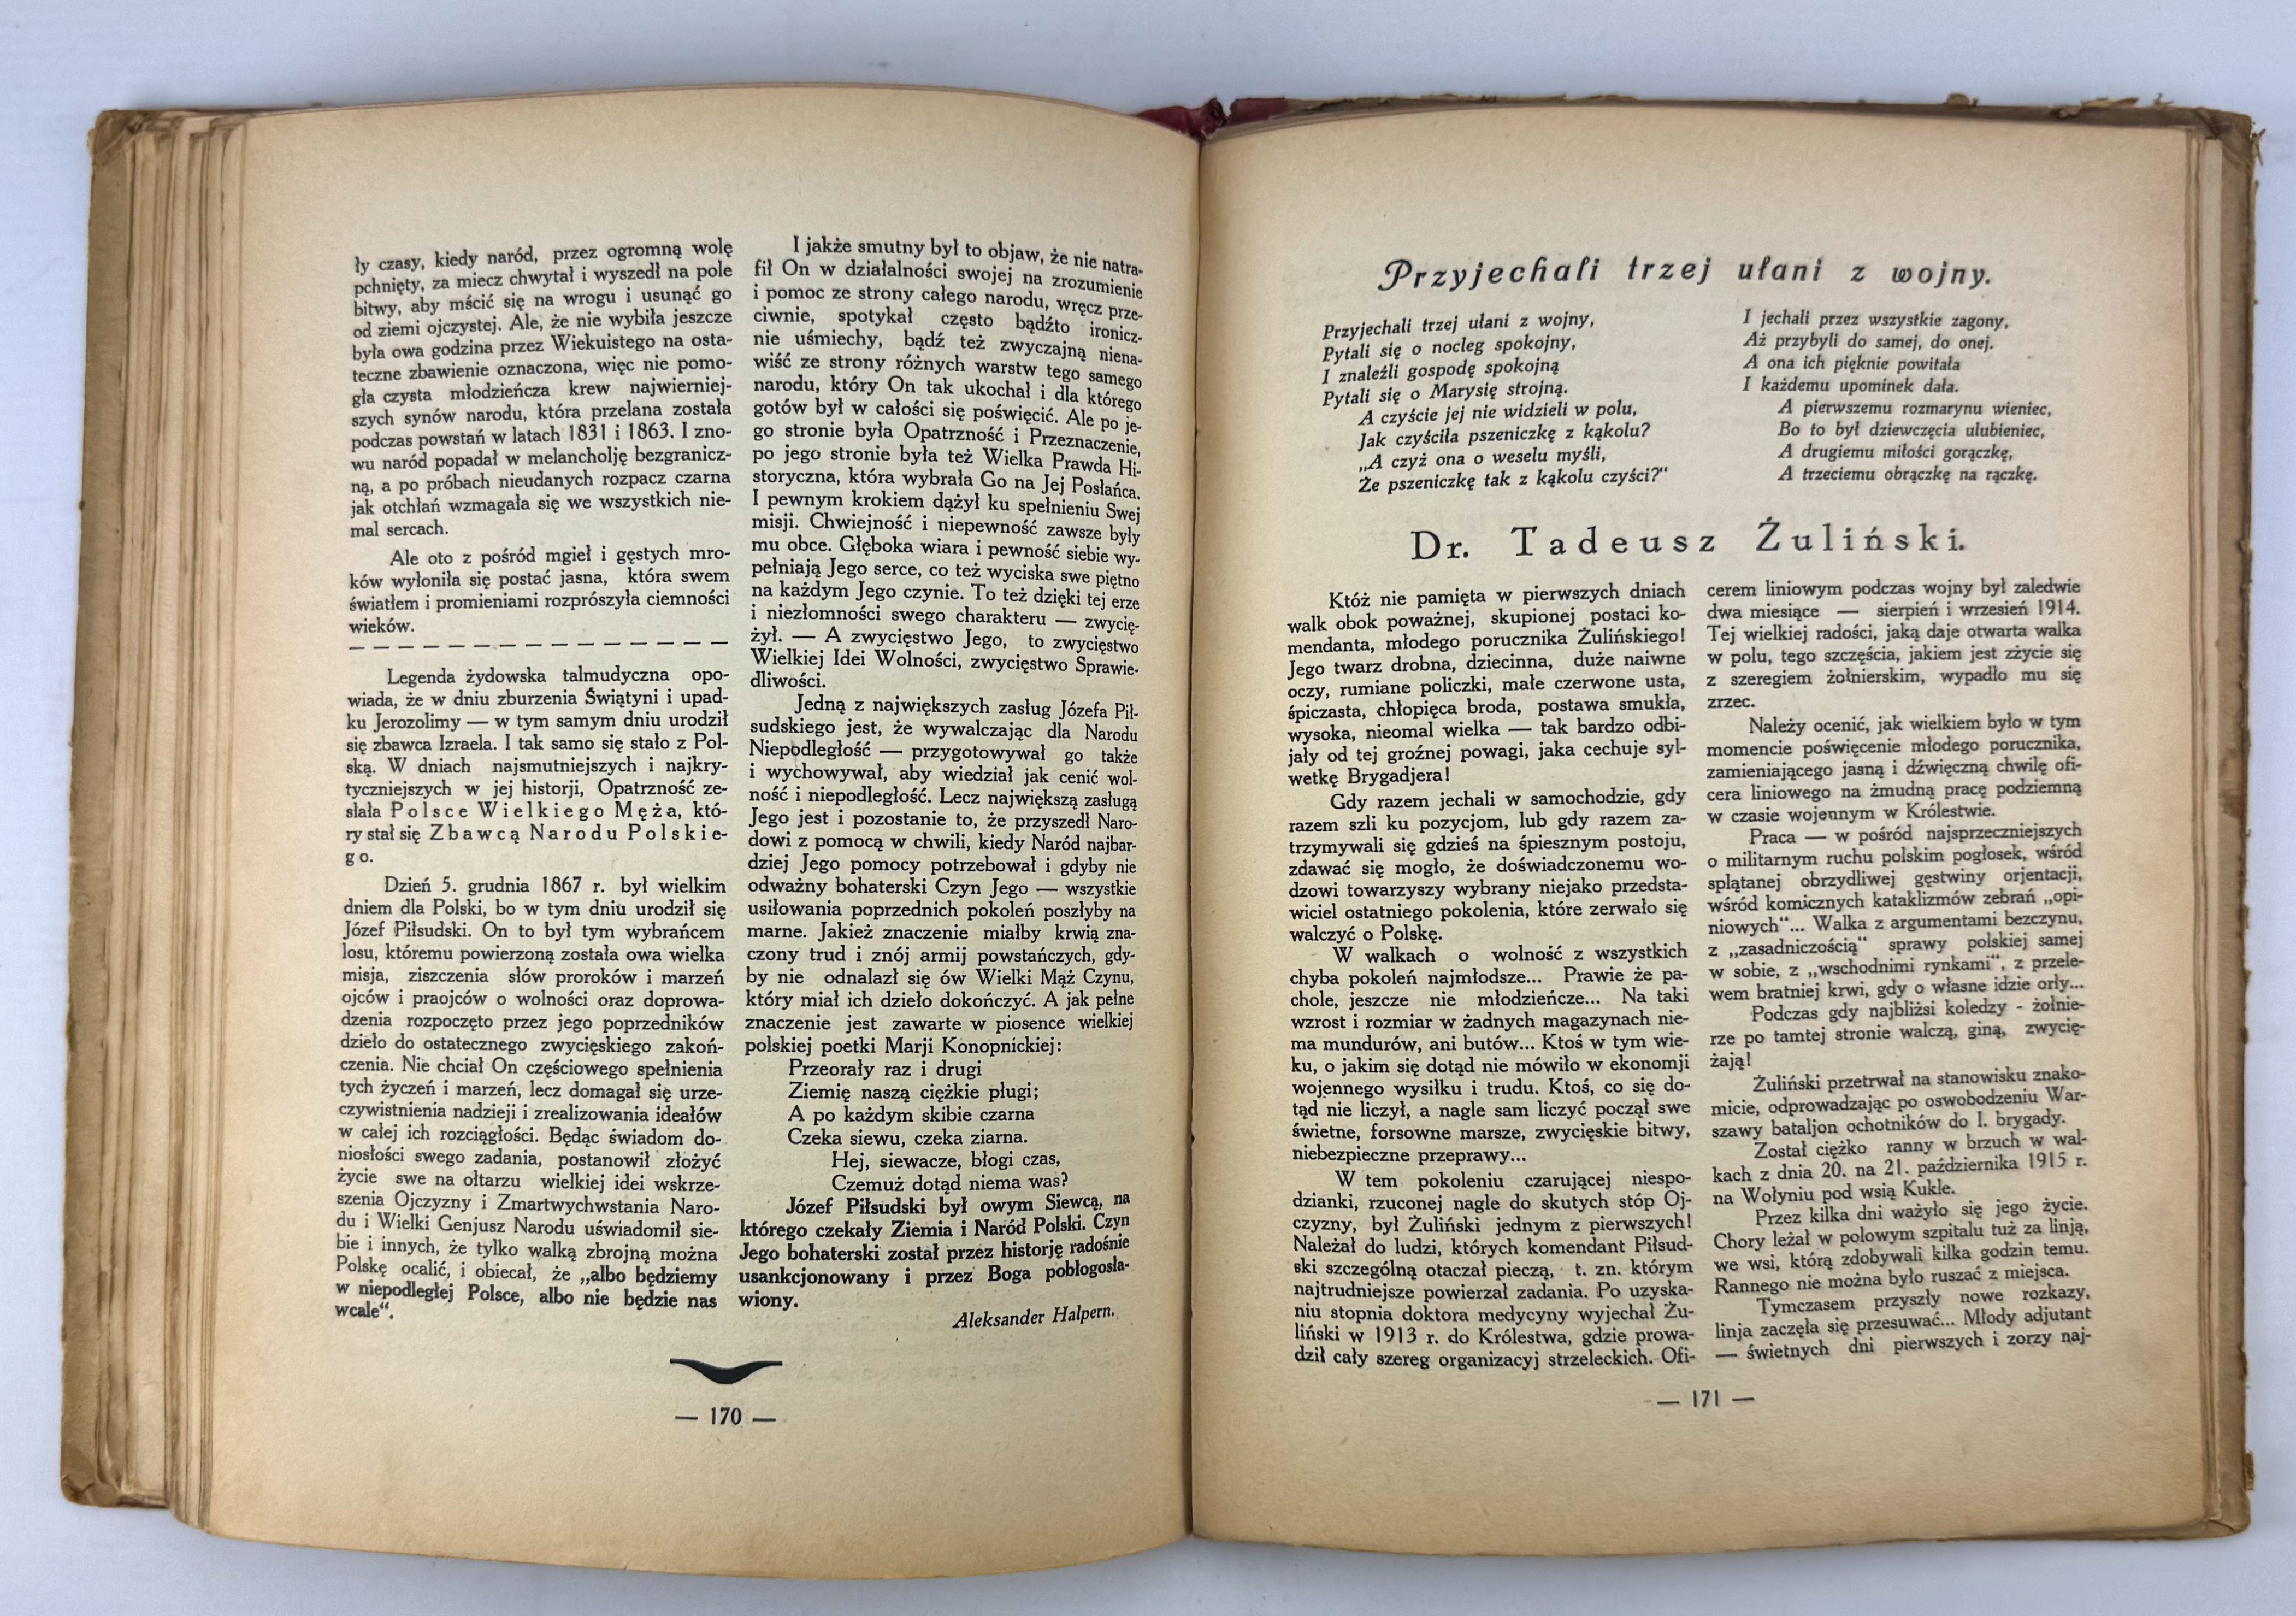 ły czasy, kiedy naród, przez ogromną wolę
pchnięty, za miecz chwytał i wyszedł na pole
bitwy, aby mścić się na wrogu i usunąć go
od ziemi ojczystej. Ale, że nie wybiła jeszcze
była owa godzina przez Wiekuistego na osta-
teczne zbawienie oznaczona, więc nie pomo-
gła czysta młodzieńcza krew najwierniej-
szych synów narodu, która przelana została
podczas powstań w latach 1831 i 1863. I zno-
wu naród popadał w melancholję bezgranicz-
ną, a po próbach nieudanych rozpacz czarna
jak otchłań wzmagała się we wszystkich nie-
mal sercach.
Ale oto z pośród mgieł i gęstych mro-
ków wyłoniła się postać jasna, która swem
światłem i promieniami rozprószyła ciemności
wieków.
— — — — — — — — — — — — — — — —
Legenda żydowska talmudyczna opo-
wiada, że w dniu zburzenia Świątyni i upad-
ku Jerozolimy — w tym samym dniu urodził
się zbawca Izraela. I tak samo się stało z Pol-
ską. W dniach najsmutniejszych i najkry-
tyczniejszych w jej historji, Opatrzność ze-
słała Polsce Wielkiego Męża, któ-
ry stał się Zbawcą Narodu Polskie-
go.
Dzień 5. grudnia 1867 r. był wielkim
dniem dla Polski, bo w tym dniu urodził się
Józef Piłsudski. On to był tym wybrańcem
losu, któremu powierzoną została owa wielka
misja, ziszczenia słów proroków i marzeń
ojców i praojców o wolności oraz doprowa-
dzenia rozpoczęto przez jego poprzedników
dzieło do ostatecznego zwycięskiego zakoń-
czenia. Nie chciał On częściowego spełnienia
tych życzeń i marzeń, lecz domagał się urze-
czywistnienia nadzieji i zrealizowania ideałów
w całej ich rozciągłości. Będąc świadom do-
niosłości swego zadania, postanowił złożyć
życie swe na ołtarzu wielkiej idei wskrze-
szenia Ojczyzny i Zmartwychwstania Naro-
du i Wielki Genjusz Narodu uświadomił sie-
bie i innych, że tylko walką zbrojną można
Polskę ocalić, i obiecał, że „albo będziemy
w niepodległej Polsce, albo nie będzie nas
wcale“.
I jakże smutny był to objaw, że nie natra-
fił On w działalności swojej na zrozumienie
i pomoc ze strony całego narodu, wręcz prze-
ciwnie, spotykał często bądźto ironicz-
nie uśmiechy, bądź też zwyczajną niena-
wiść ze strony różnych warstw tego samego
narodu, który On tak ukochał i dla którego
gotów był w całości się poświęcić. Ale po je-
go stronie była Opatrzność i Przeznaczenie,
po jego stronie była też Wielka Prawda Hi-
storyczna, która wybrała Go na Jej Posłańca.
I pewnym krokiem dążył ku spełnieniu Swej
misji. Chwiejność i niepewność zawsze były
mu obce. Głęboka wiara i pewność siebie wy-
pełniają Jego serce, co też wyciska swe piętno
na każdym Jego czynie. To też dzięki tej erze
i niezłomności swego charakteru — zwycię-
żył. — A zwycięstwo Jego, to zwycięstwo
Wielkiej Idei Wolności, zwycięstwo Sprawie-
dliwości.
Jedną z największych zasług Józefa Pił-
sudskiego jest, że wywalczając dla Narodu
Niepodległość — przygotowywał go także
i wychowywał, aby wiedział jak cenić wol-
ność i niepodległość. Lecz największą zasługą
Jego jest i pozostanie to, że przyszedł Naro-
dowi z pomocą w chwili, kiedy Naród najbar-
dziej Jego pomocy potrzebował i gdyby nie
odważny bohaterski Czyn Jego — wszystkie
usiłowania poprzednich pokoleń poszłyby na
marne. Jakież znaczenie miałby krwią zna-
czony trud i znój armij powstańczych, gdy-
by nie odnalazł się ów Wielki Mąż Czynu,
który miał ich dzieło dokończyć. A jak pełne
znaczenie jest zawarte w piosence wielkiej
polskiej poetki Marji Konopnickiej:
Przeorały raz i drugi
Ziemię naszą ciężkie pługi;
A po każdym skibie czarna
Czeka siewu, czeka ziarna.
Hej, siewacze, błogi czas,
Czemuż dotąd niema was?
Józef Piłsudski był owym Siewcą, na
którego czekały Ziemia i Naród Polski. Czyn
Jego bohaterski został przez historję radośnie
usankcjonowany i przez Boga pobłogosła-
wiony.
Aleksander Halpern.
— 170 —
Przyjechali trzej ułani z wojny.
Przyjechali trzej ułani z wojny,
Pytali się o nocleg spokojny,
I znaleźli gospodę spokojną
Pytali się o Marysię strojną.
A czyście jej nie widzieli w polu,
Jak czyściła pszeniczkę z kąkolu?
„A czyż ona o weselu myśli,
Że pszeniczkę tak z kąkolu czyści?“
I jechali przez wszystkie zagony,
Aż przybyli do samej, do onej.
A ona ich pięknie powitała
I każdemu upominek dała.
A pierwszemu rozmarynu wieniec,
Bo to był dziewczęcia ulubieniec,
A drugiemu miłości gorączkę,
A trzeciemu obrączkę na rączkę.
Dr. Tadeusz Żuliński.
Któż nie pamięta w pierwszych dniach
walk obok poważnej, skupionej postaci ko-
mendanta, młodego porucznika Żulińskiego!
Jego twarz drobna, dziecinna, duże naiwne
oczy, rumiane policzki, małe czerwone usta,
śpiczasta, chłopięca broda, postawa smukła,
wysoka, nieomal wielka — tak bardzo odbi-
jały od tej groźnej powagi, jaka cechuje syl-
wetkę Brygadjera!
Gdy razem jechali w samochodzie, gdy
razem szli ku pozycjom, lub gdy razem za-
trzymywali się gdzieś na śpiesznym postoju,
zdawać się mogło, że doświadczonemu wo-
dzowi towarzyszy wybrany niejako przedsta-
wiciel ostatniego pokolenia, które zerwało się
walczyć o Polskę.
W walkach o wolność z wszystkich
chyba pokoleń najmłodsze... Prawie że pa-
chole, jeszcze nie młodzieńcze... Na taki
wzrost i rozmiar w żadnych magazynach nie-
ma mundurów, ani butów... Ktoś w tym wie-
ku, o jakim się dotąd nie mówiło w ekonomji
wojennego wysiłku i trudu. Ktoś, co się do-
tąd nie liczył, a nagle sam liczyć począł swe
świetne, forsowne marsze, zwycięskie bitwy,
niebezpieczne przeprawy...
W tem pokoleniu czarującej niespo-
dzianki, rzuconej nagle do skutych stóp Oj-
czyzny, był Żuliński jednym z pierwszych!
Należał do ludzi, których komendant Piłsud-
ski szczególną otaczał pieczą, t. zn. którym
najtrudniejsze powierzał zadania. Po uzyska-
niu stopnia doktora medycyny wyjechał Żu-
liński w 1913 r. do Królestwa, gdzie prowa-
dził cały szereg organizacyj strzeleckich. Ofi-
cerem liniowym podczas wojny był zaledwie
dwa miesiące — sierpień i wrzesień 1914.
Tej wielkiej radości, jaką daje otwarta walka
w polu, tego szczęścia, jakiem jest zżycie się
z szeregiem żołnierskim, wypadło mu się
zrzec.
Należy ocenić, jak wielkiem było w tym
momencie poświęcenie młodego porucznika,
zamieniającego jasną i dźwięczną chwilę ofi-
cera liniowego na żmudną pracę podziemną
w czasie wojennym w Królestwie.
Praca — w pośród najsprzeczniejszych
o militarnym ruchu polskim pogłosek, wśród
splątanej obrzydliwej gęstwiny orjentacji,
wśród komicznych kataklizmów zebrań „opi-
niowych“... Walka z argumentami bezczynu,
z „zasadniczością“ sprawy polskiej samej
w sobie, z „wschodnimi rynkami“, z przele-
wem bratniej krwi, gdy o własne idzie orły...
Podczas gdy najbliżsi koledzy - żołnie-
rze po tamtej stronie walczą, giną, zwycię-
żają!
Żuliński przetrwał na stanowisku znako-
micie, odprowadzając po oswobodzeniu War-
szawy bataljon ochotników do I. brygady.
Został ciężko ranny w brzuch w wal-
kach z dnia 20. na 21. października 1915 r.
na Wołyniu pod wsią Kukle.
Przez kilka dni ważyło się jego życie.
Chory leżał w polowym szpitalu tuż za linją,
we wsi, którą zdobywali kilka godzin temu.
Rannego nie można było ruszać z miejsca.
Tymczasem przyszły nowe rozkazy,
linja zaczęła się przesuwać... Młody adjutant
— świetnych dni pierwszych i zorzy naj-
— 171 —